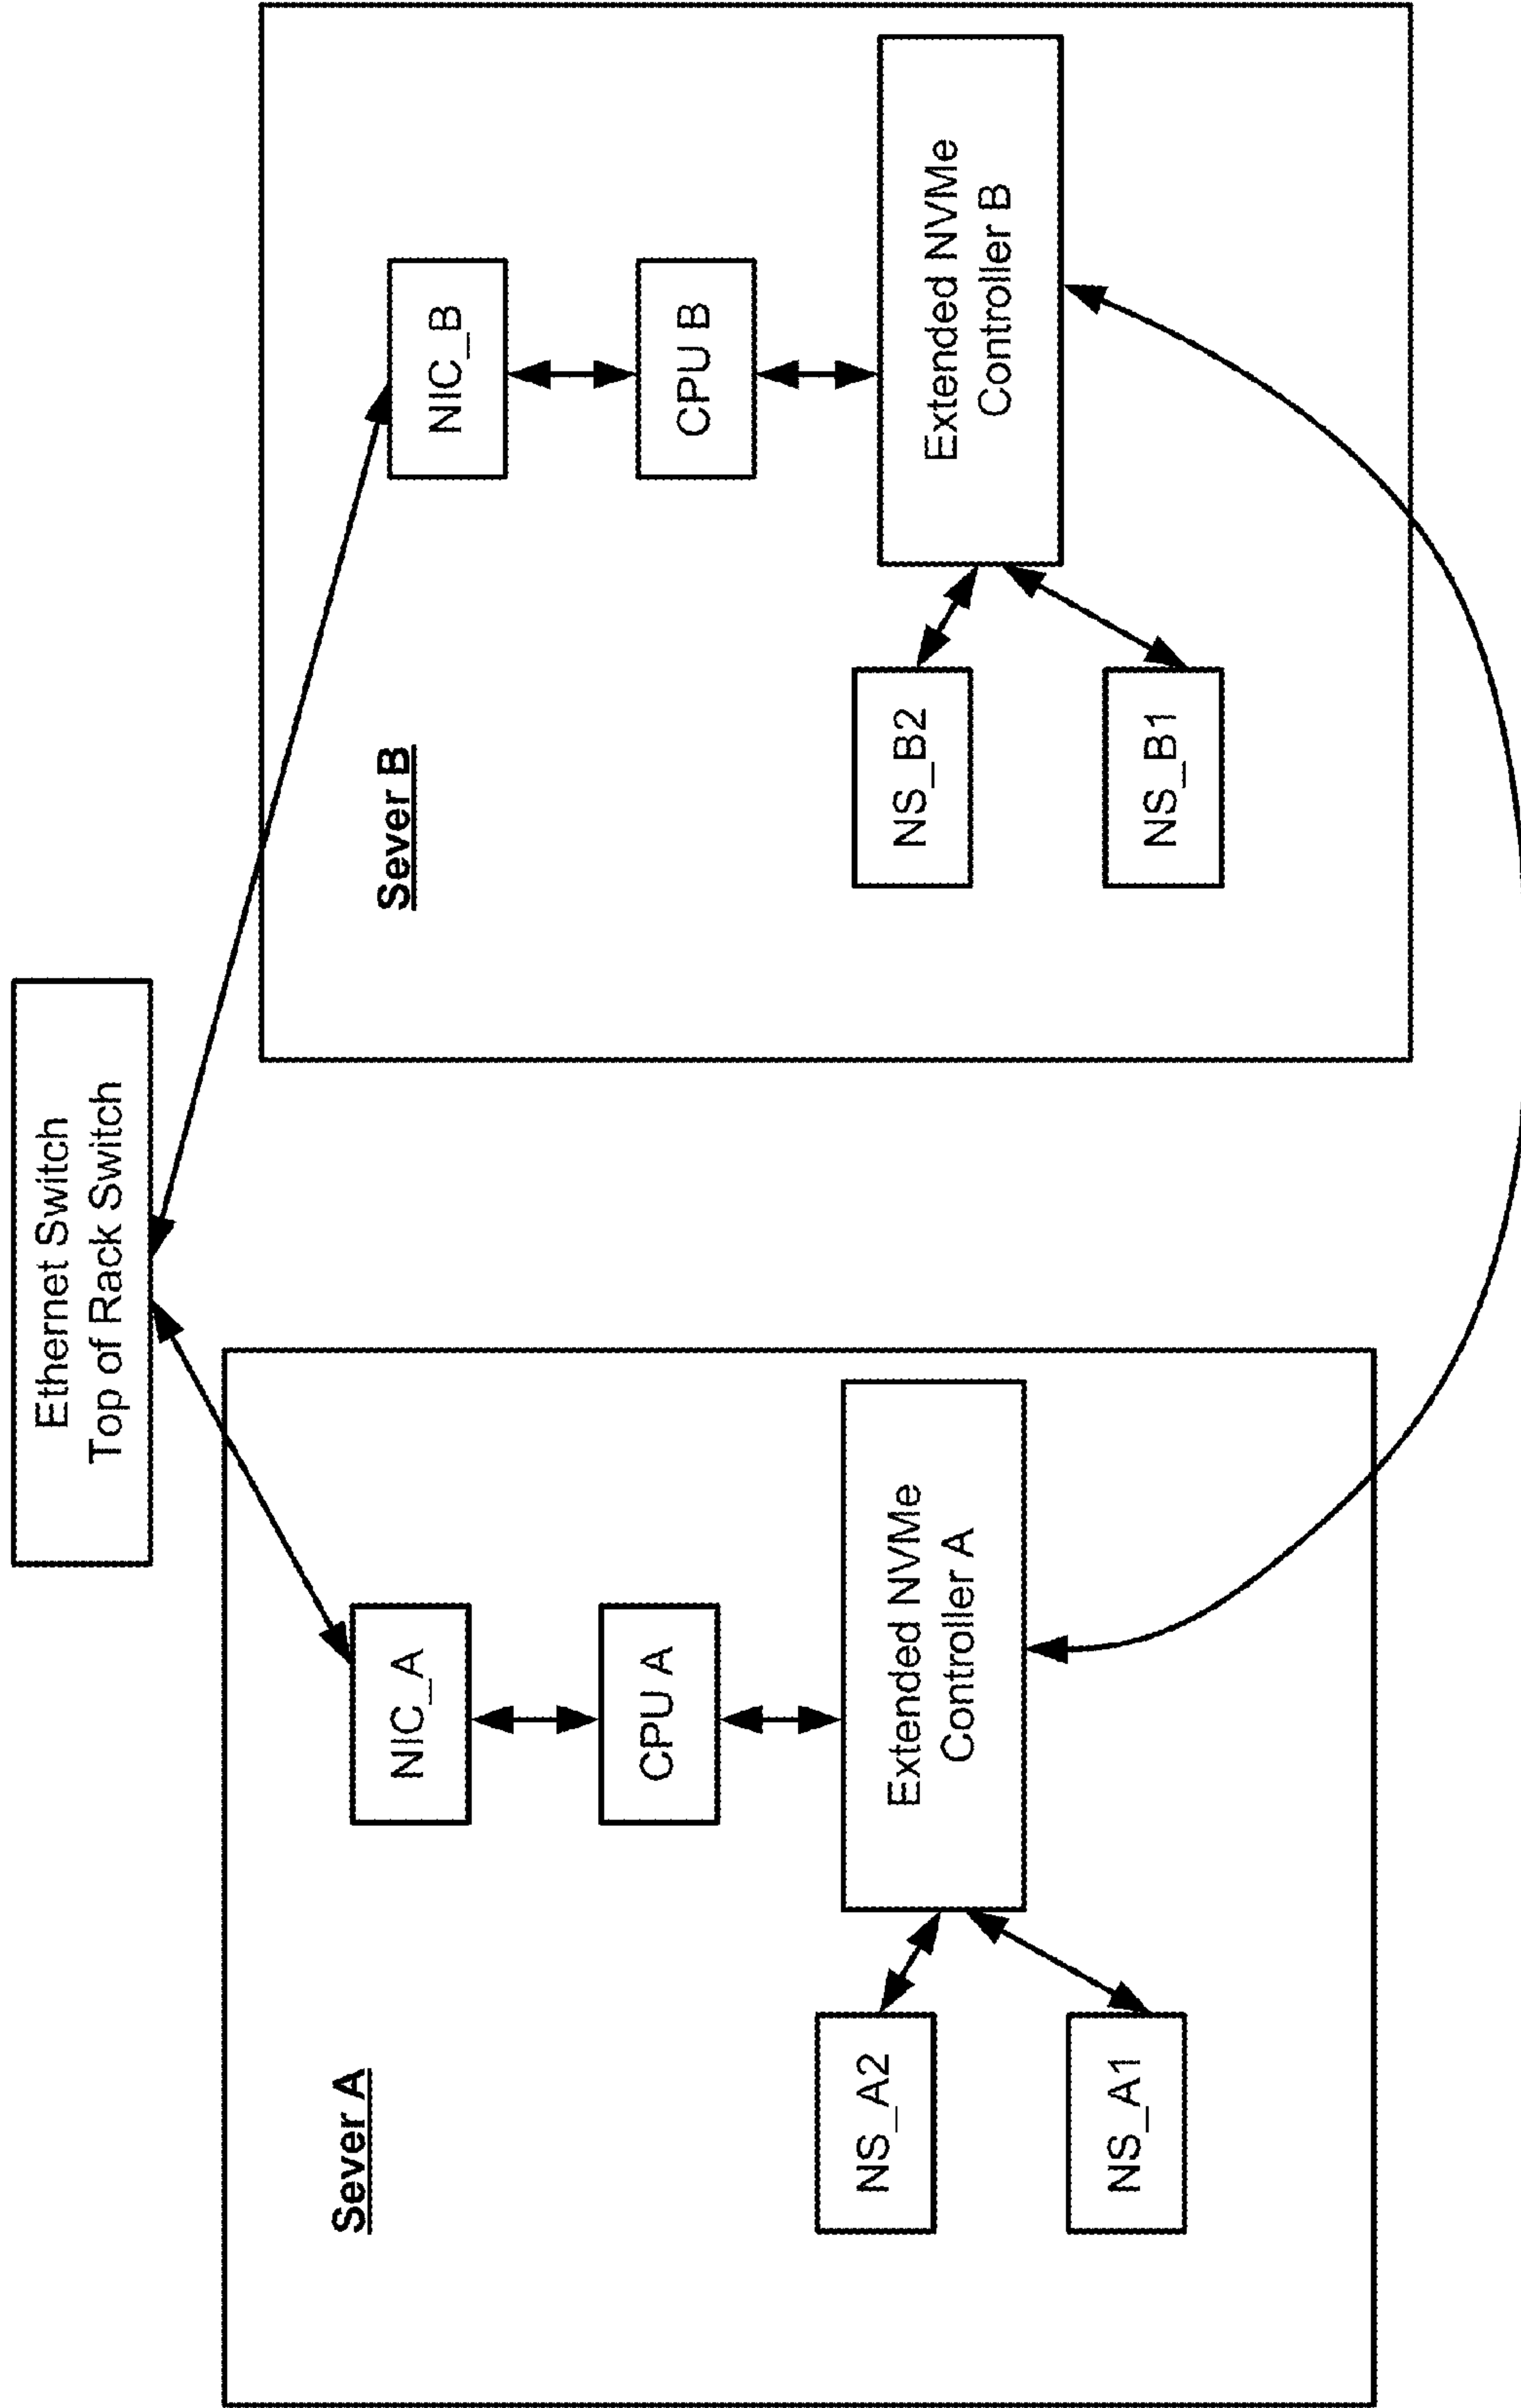 Ethernet Switch
Top of Rack Switch
Sever A
NIC_A
CPU A
Extended NVMe
Controller A
NS_A2
NS_A1
Sever B
NIC_B
CPU B
Extended NVMe
Controller B
NS_B2
NS_B1